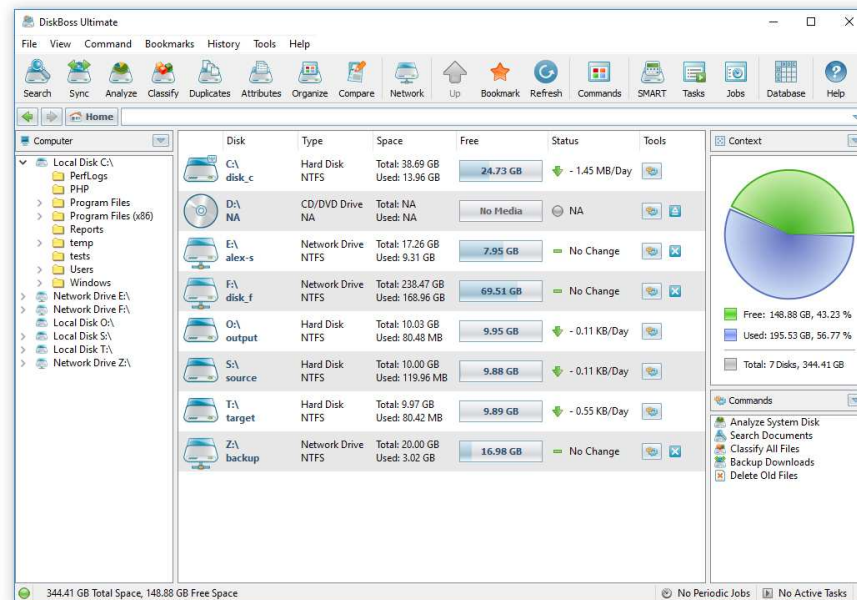 DiskBoss Ultimate
File View Command Bookmarks History Tools Help
Search Sync Analyze Classify Duplicates Attributes Organize Compare Network Up Bookmark Refresh Commands SMART Tasks Jobs Database Help
Home
Computer
Local Disk C:\
PerfLogs
PHP
Program Files
Program Files (x86)
Reports
temp
tests
Users
Windows
Network Drive E:\
Network Drive F:\
Local Disk O:\
Local Disk S:\
Local Disk T:\
Network Drive Z:\
Disk Type Space Free Status Tools
C:\ Hard Disk Total: 38.69 GB
disk_c NTFS Used: 13.96 GB 24.73 GB - 1.45 MB/Day
D:\ CD/DVD Drive Total: NA
NA NA Used: NA No Media NA
E:\ Network Drive Total: 17.26 GB
alex-s NTFS Used: 9.31 GB 7.95 GB No Change
F:\ Network Drive Total: 238.47 GB
disk_f NTFS Used: 168.96 GB 69.51 GB No Change
O:\ Hard Disk Total: 10.03 GB
output NTFS Used: 80.48 MB 9.95 GB - 0.11 KB/Day
S:\ Hard Disk Total: 10.00 GB
source NTFS Used: 119.96 MB 9.88 GB - 0.11 KB/Day
T:\ Hard Disk Total: 9.97 GB
target NTFS Used: 80.42 MB 9.89 GB - 0.55 KB/Day
Z:\ Network Drive Total: 20.00 GB
backup NTFS Used: 3.02 GB 16.98 GB No Change
Context
Free: 148.88 GB, 43.23 %
Used: 195.53 GB, 56.77 %
Total: 7 Disks, 344.41 GB
Commands
Analyze System Disk
Search Documents
Classify All Files
Backup Downloads
Delete Old Files
344.41 GB Total Space, 148.88 GB Free Space No Periodic Jobs No Active Tasks